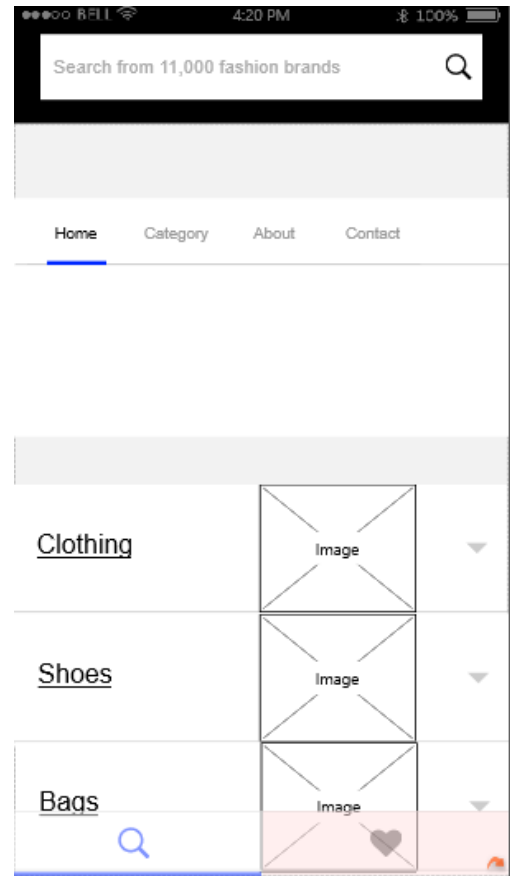 BELL 4:20 PM 100%
Search from 11,000 fashion brands
Home Category About Contact
Clothing Image
Shoes Image
Bags Image